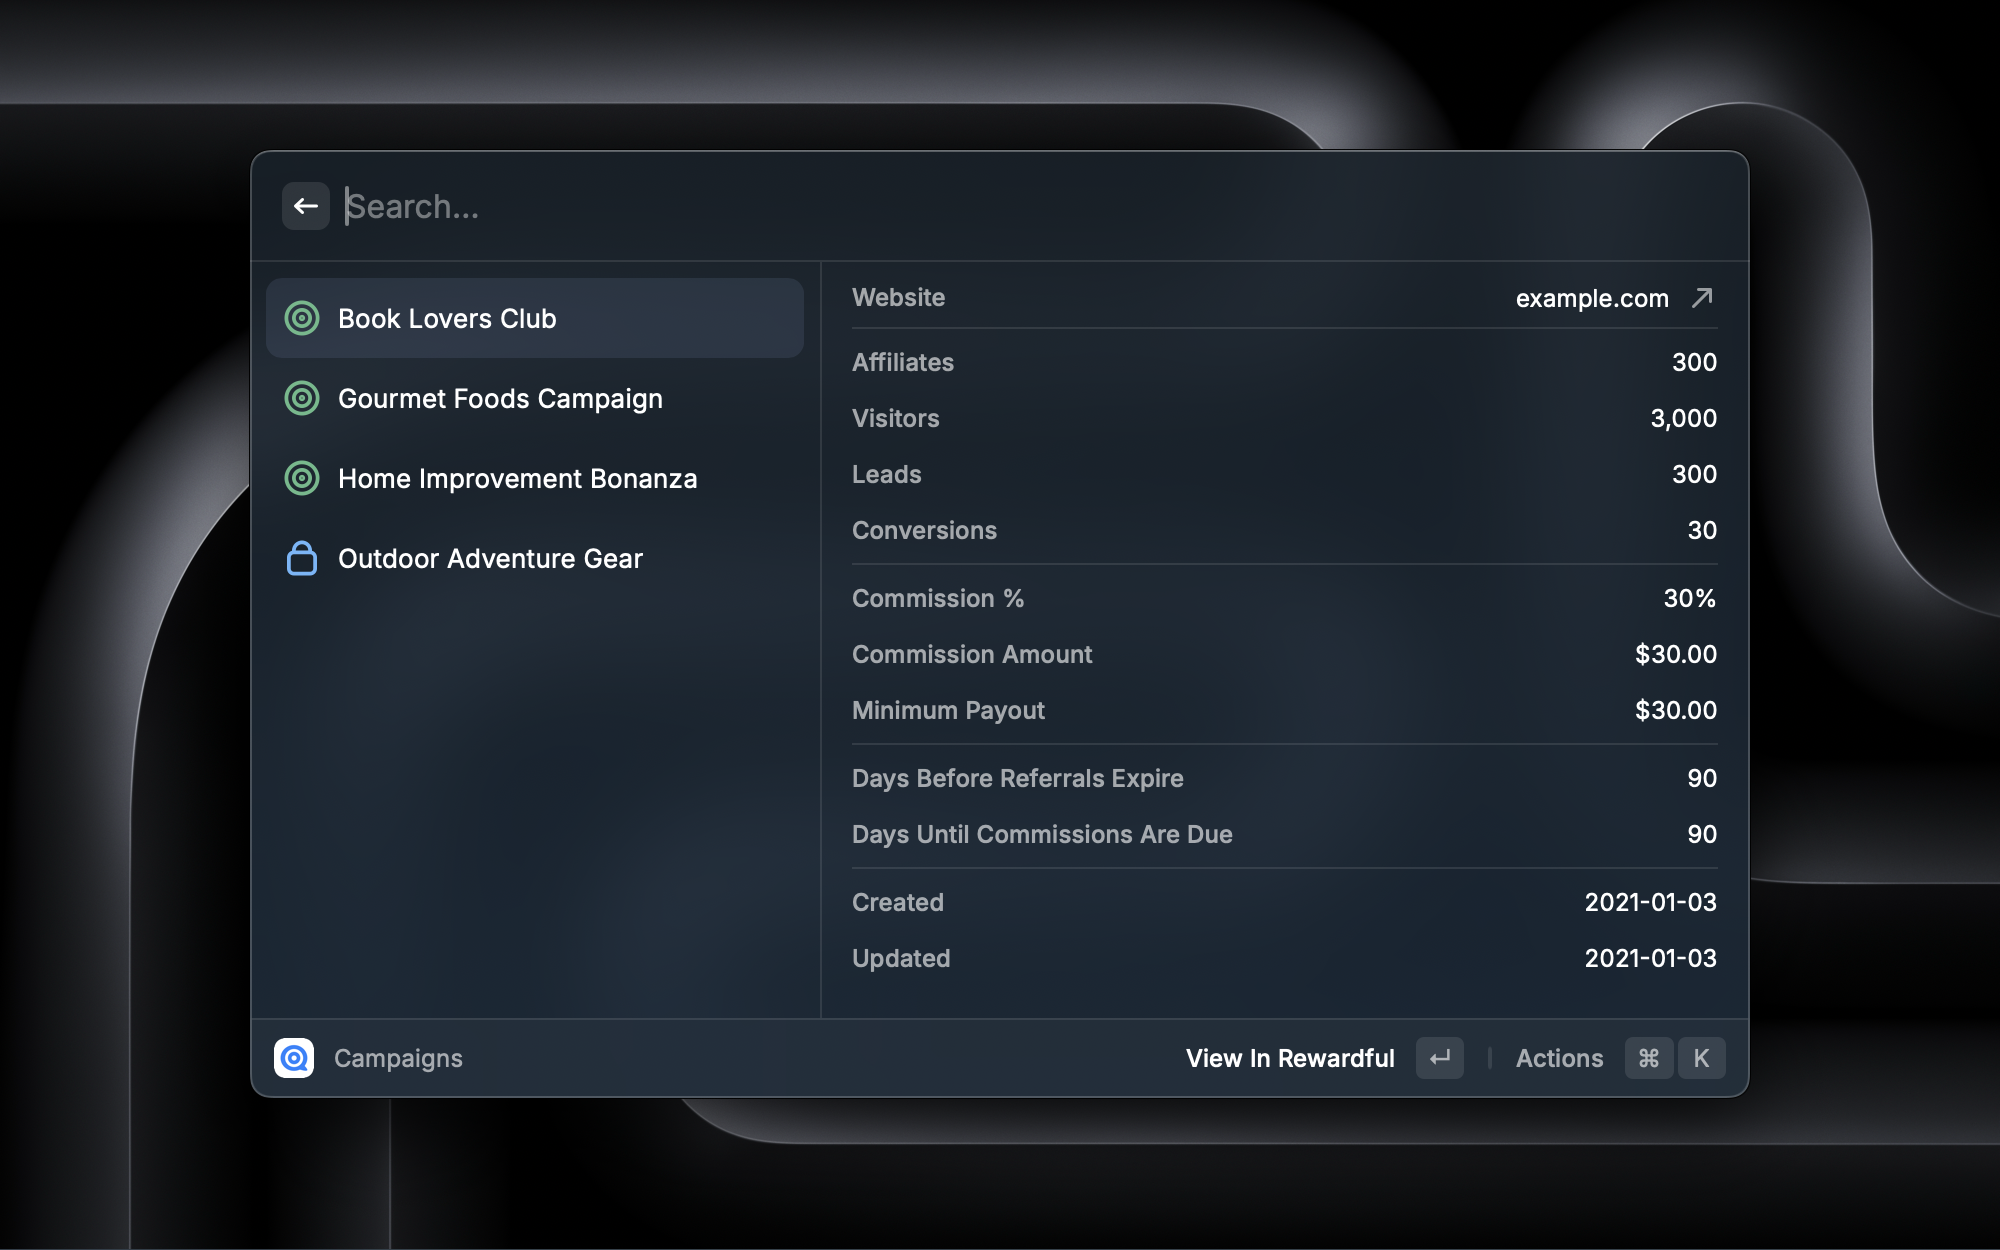 Search...
Book Lovers Club
Gourmet Foods Campaign
Home Improvement Bonanza
Outdoor Adventure Gear
Website example.com
Affiliates 300
Visitors 3,000
Leads 300
Conversions 30
Commission % 30%
Commission Amount $30.00
Minimum Payout $30.00
Days Before Referrals Expire 90
Days Until Commissions Are Due 90
Created 2021-01-03
Updated 2021-01-03
Campaigns View In Rewardful ↵ Actions ⌘ K